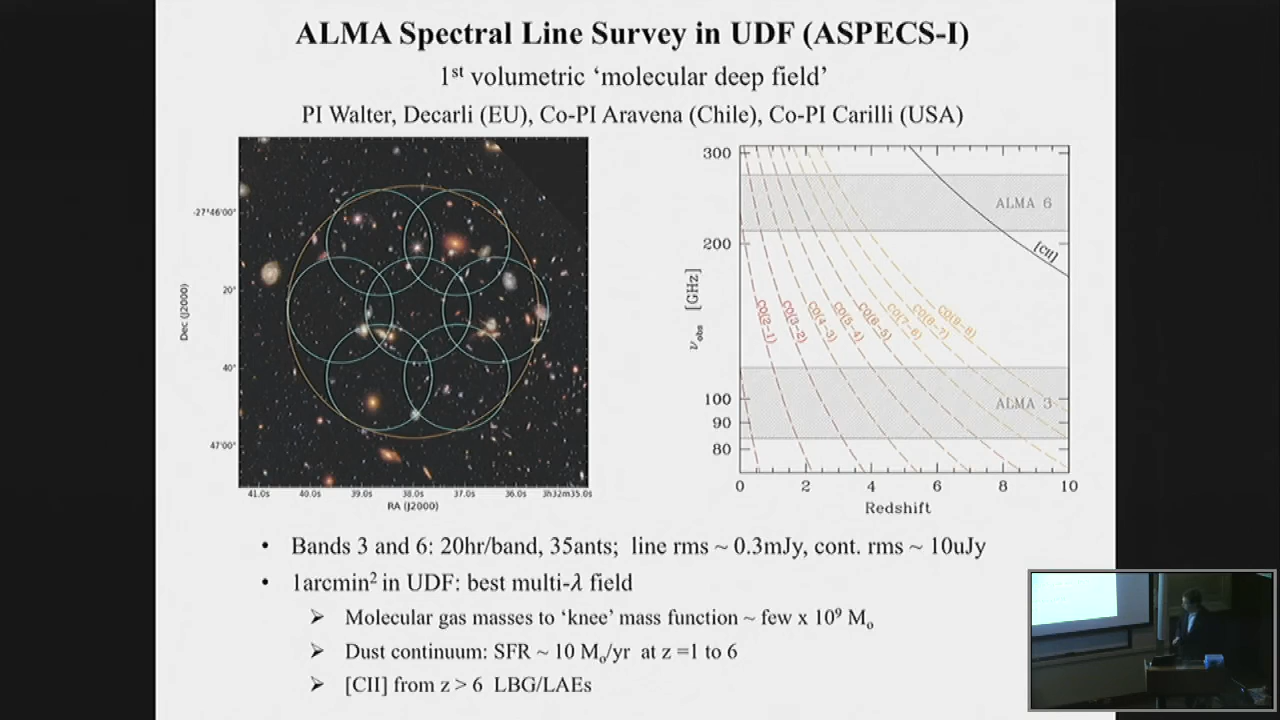 ALMA Spectral Line Survey in UDF (ASPECS-I)
1st volumetric ‘molecular deep field’
PI Walter, Decarli (EU), Co-PI Aravena (Chile), Co-PI Carilli (USA)
-27°46'00"
20"
40"
47'00"
Dec (J2000)
41.0s 40.0s 39.0s 38.0s 37.0s 36.0s 3h32m35.0s
RA (J2000)
300
200
100
90
80
ν obs [GHz]
ALMA 6
[CII]
CO(2-1) CO(3-2) CO(4-3) CO(5-4) CO(6-5) CO(7-6) CO(8-7) CO(9-8)
ALMA 3
0 2 4 6 8 10
Redshift
• Bands 3 and 6: 20hr/band, 35ants; line rms ~ 0.3mJy, cont. rms ~ 10uJy
• 1arcmin² in UDF: best multi-λ field
➢ Molecular gas masses to ‘knee’ mass function ~ few x 10⁹ Mₒ
➢ Dust continuum: SFR ~ 10 Mₒ/yr at z =1 to 6
➢ [CII] from z > 6 LBG/LAEs